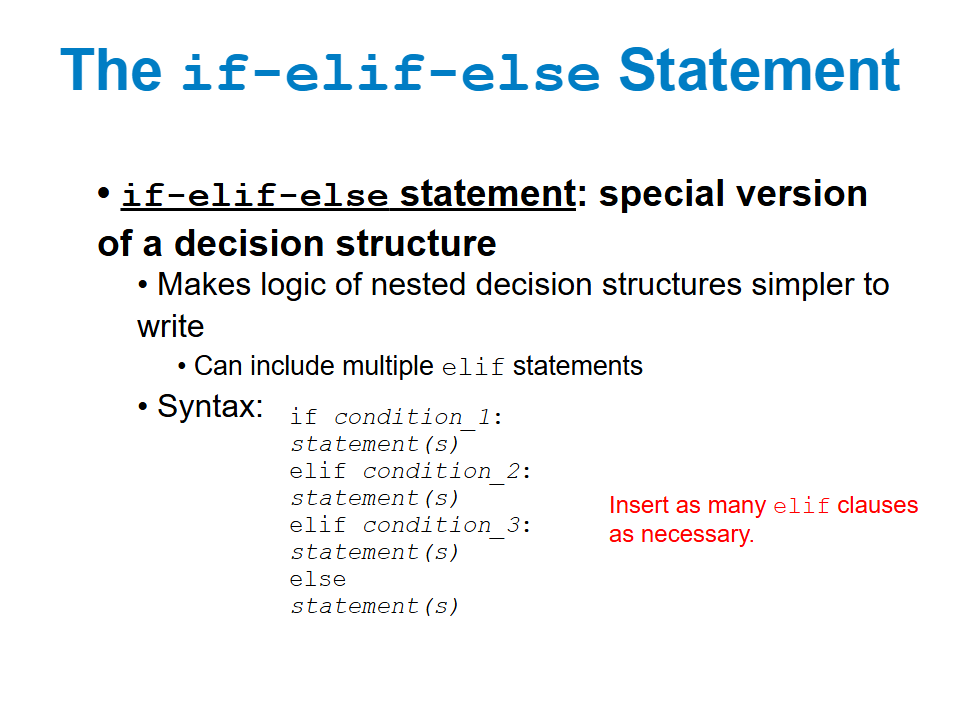 The if-elif-else Statement
• if-elif-else statement: special version
of a decision structure
• Makes logic of nested decision structures simpler to
write
• Can include multiple elif statements
• Syntax:
if condition_1:
statement(s)
elif condition_2:
statement(s)
elif condition_3:
statement(s)
else
statement(s)
Insert as many elif clauses
as necessary.